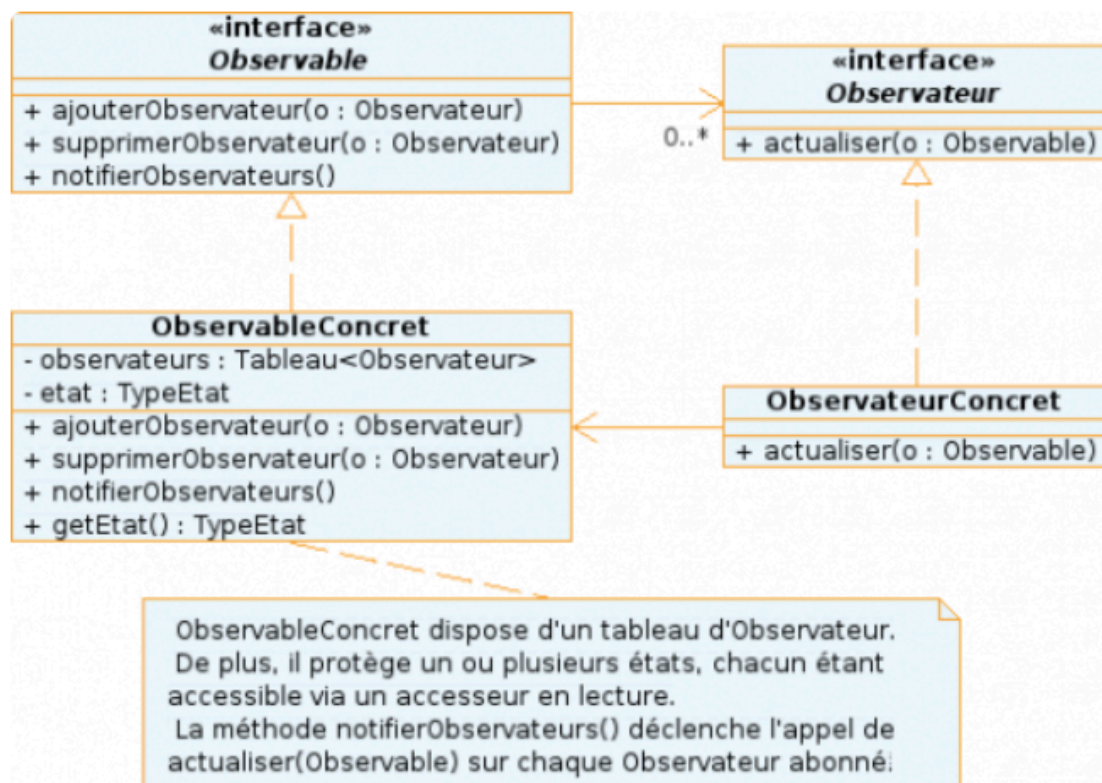 «interface»
Observable
+ ajouterObservateur(o : Observateur)
+ supprimerObservateur(o : Observateur)
+ notifierObservateurs()
0..*
«interface»
Observateur
+ actualiser(o : Observable)
ObservableConcret
- observateurs : Tableau<Observateur>
- etat : TypeEtat
+ ajouterObservateur(o : Observateur)
+ supprimerObservateur(o : Observateur)
+ notifierObservateurs()
+ getEtat() : TypeEtat
ObservateurConcret
+ actualiser(o : Observable)
ObservableConcret dispose d'un tableau d'Observateur.
De plus, il protège un ou plusieurs états, chacun étant
accessible via un accesseur en lecture.
La méthode notifierObservateurs() déclenche l'appel de
actualiser(Observable) sur chaque Observateur abonné.